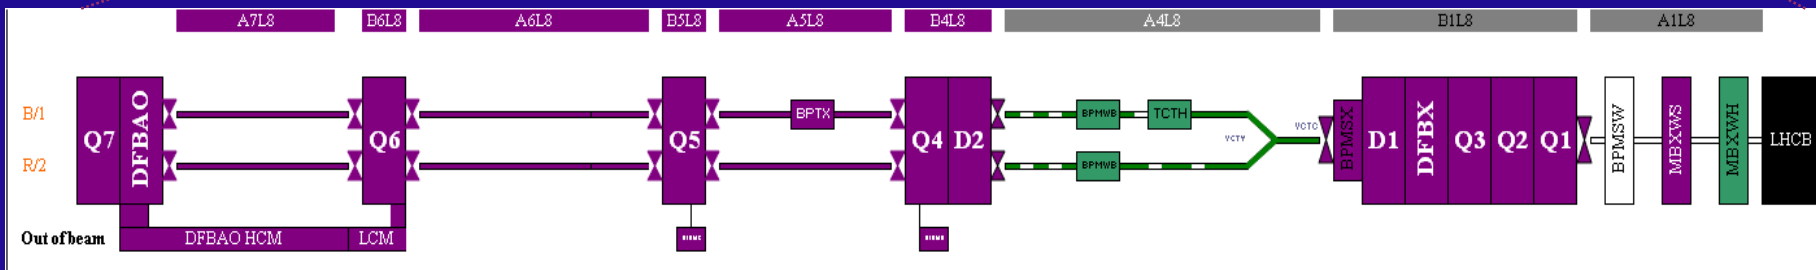 A7L8 B6L8 A6L8 B5L8 A5L8 B4L8 A4L8 B1L8 A1L8
B/1 BPTX BPMWB TCTH
VCTY VCTC
Q7 DFBAO Q6 Q5 Q4 D2 BPMSX D1 DFBX Q3 Q2 Q1 BPMSW MBXWS MBXWH LHCB
R/2 BPMWB
Out of beam DFBAO HCM LCM